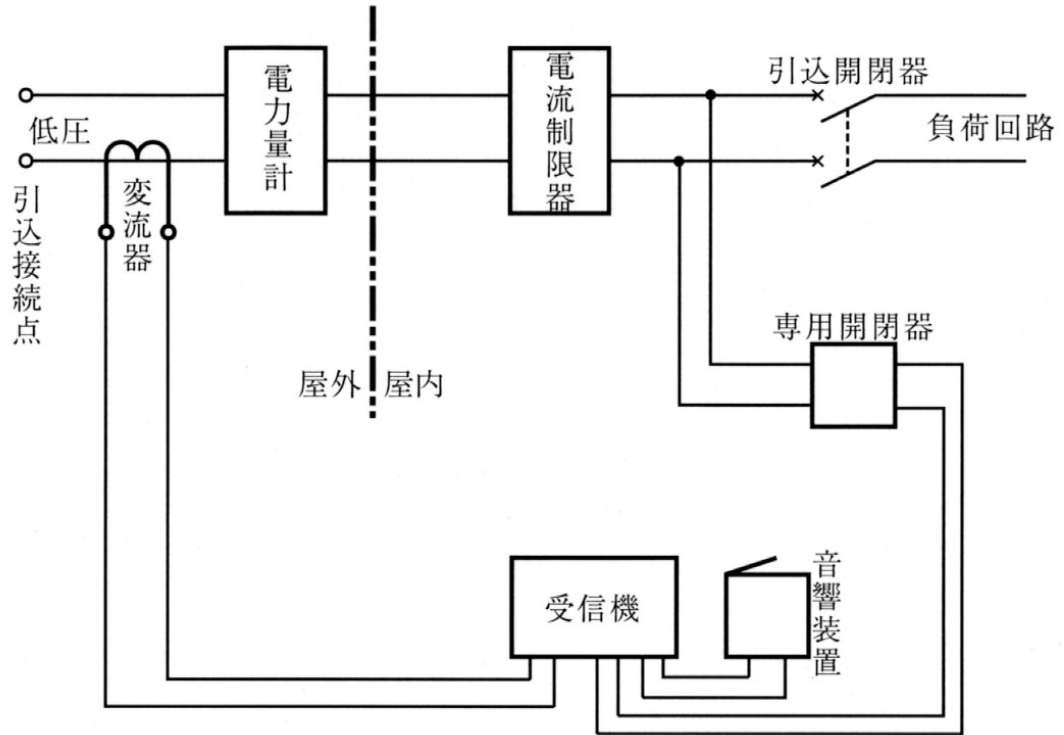 電力量計
電流制限器
引込開閉器
低圧
負荷回路
変流器
引込接続点
専用開閉器
屋外
屋内
受信機
音響装置